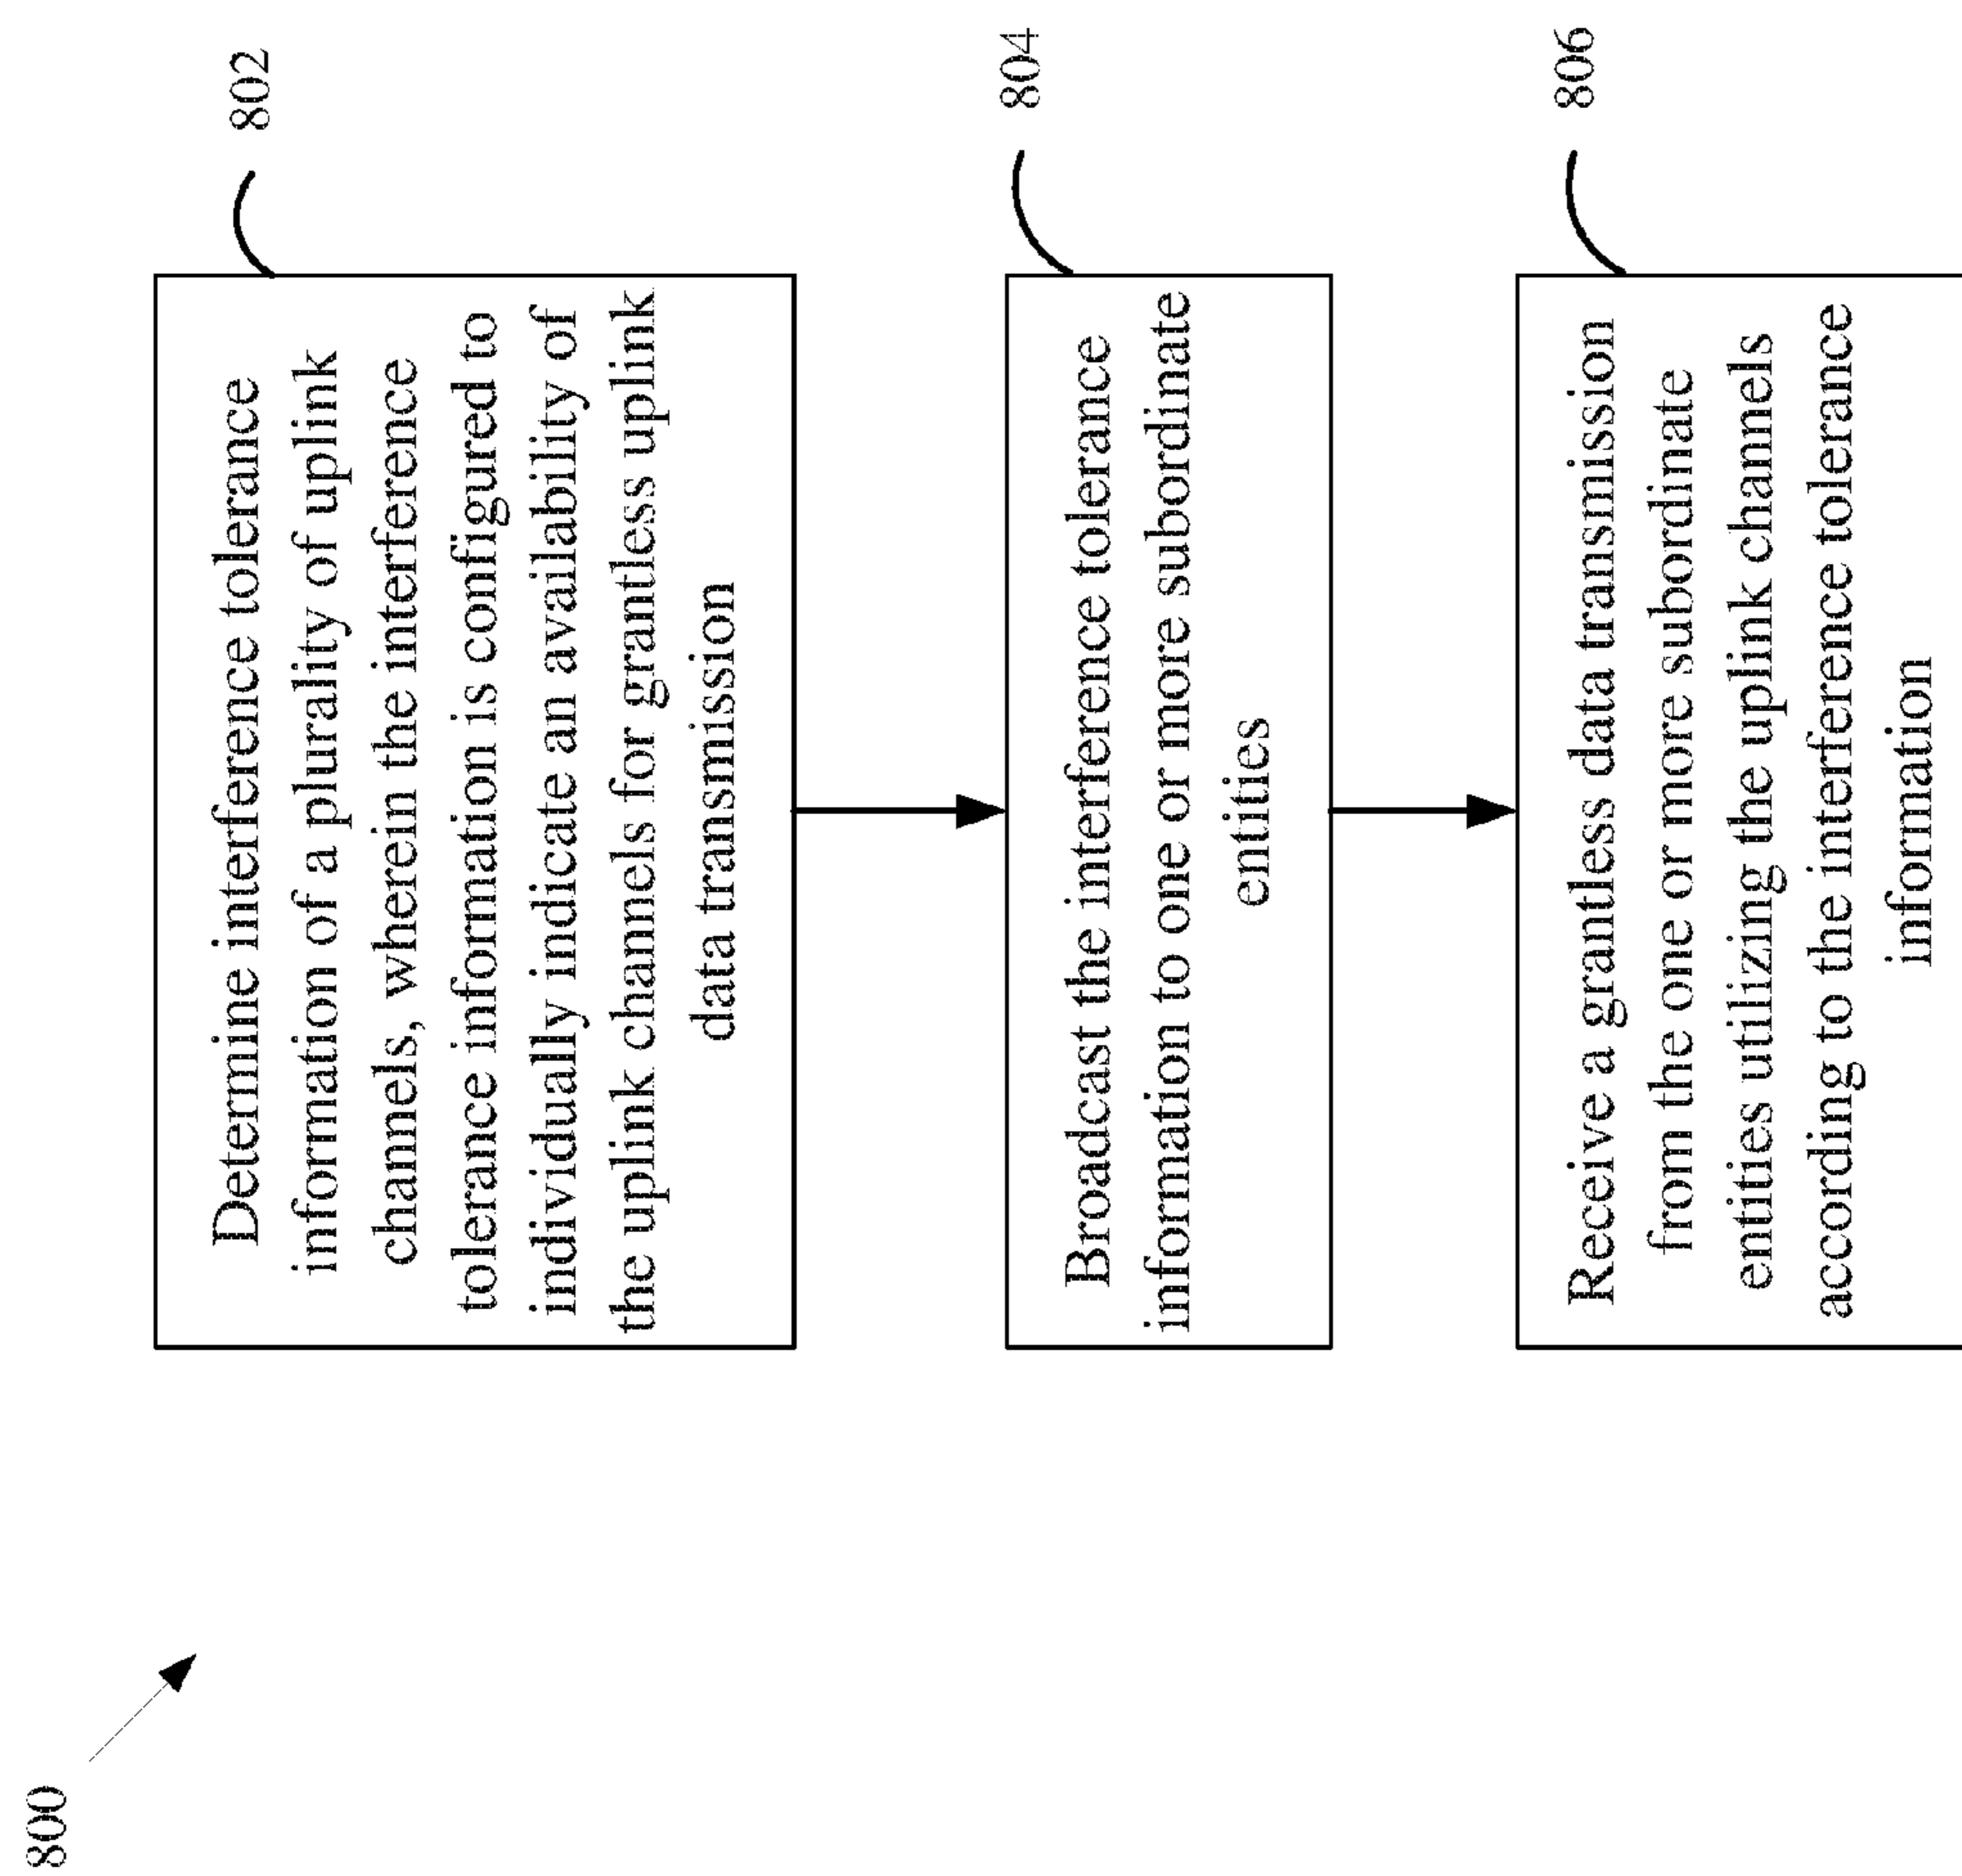 800
802
Determine interference tolerance
information of a plurality of uplink
channels, wherein the interference
tolerance information is configured to
individually indicate an availability of
the uplink channels for grantless uplink
data transmission
804
Broadcast the interference tolerance
information to one or more subordinate
entities
806
Receive a grantless data transmission
from the one or more subordinate
entities utilizing the uplink channels
according to the interference tolerance
information